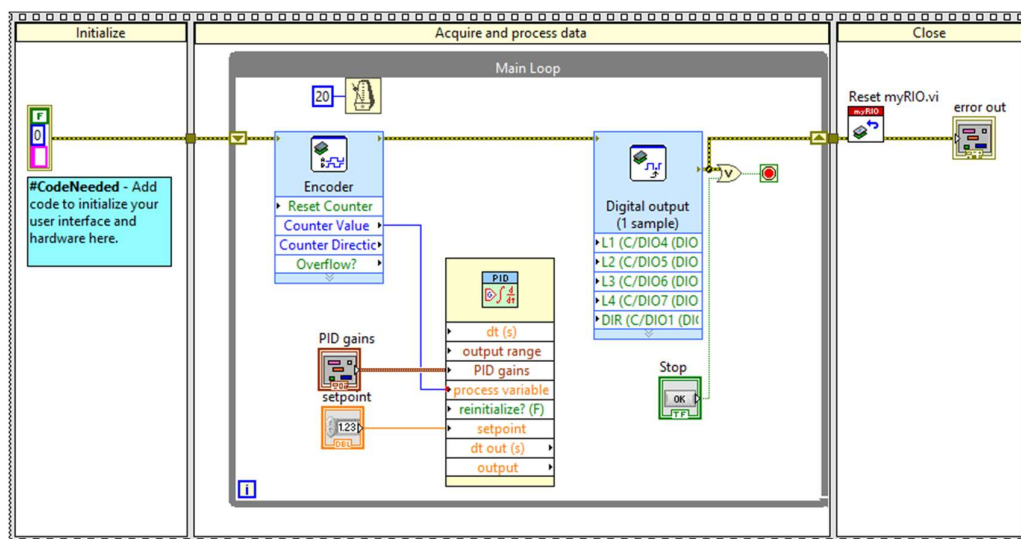 Initialize
Acquire and process data
Close
Main Loop
F
0
#CodeNeeded - Add
code to initialize your
user interface and
hardware here.
20
Encoder
Reset Counter
Counter Value
Counter Directic
Overflow?
PID gains
setpoint
1.23
DBL
PID
dt (s)
output range
PID gains
process variable
reinitialize? (F)
setpoint
dt out (s)
output
Digital output
(1 sample)
L1 (C/DIO4 (DIO
L2 (C/DIO5 (DIO
L3 (C/DIO6 (DIO
L4 (C/DIO7 (DIO
DIR (C/DIO1 (DI
Stop
OK
TF
V
i
Reset myRIO.vi
myRIO
error out